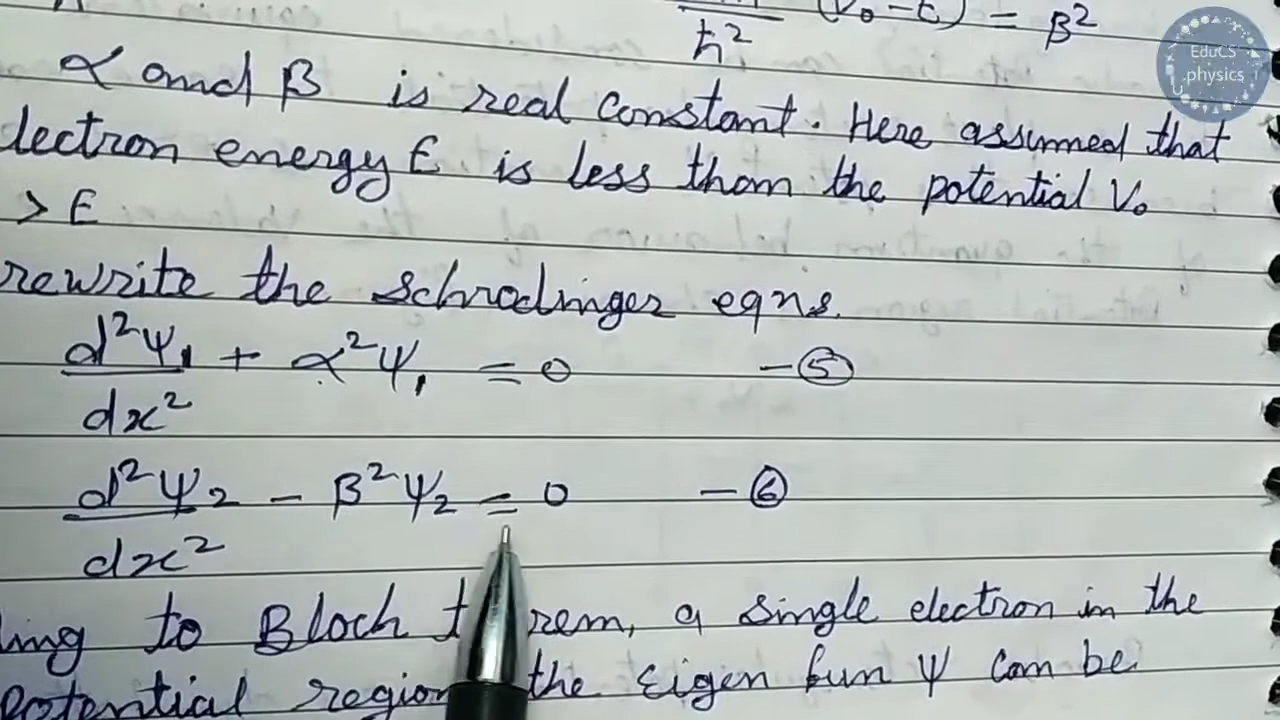 (V₀-E) = β²
ħ²
EduCS
physics
α and β is real constant. Here assumed that
lectron energy E is less than the potential V₀
> E
rewrite the Schrodinger eqns.
d²ψ₁ + α²ψ₁ = 0 -⑤
dx²
d²ψ₂ - β²ψ₂ = 0 -⑥
dx²
ling to Bloch t rem, a single electron in the
potential region the Eigen fun ψ can be